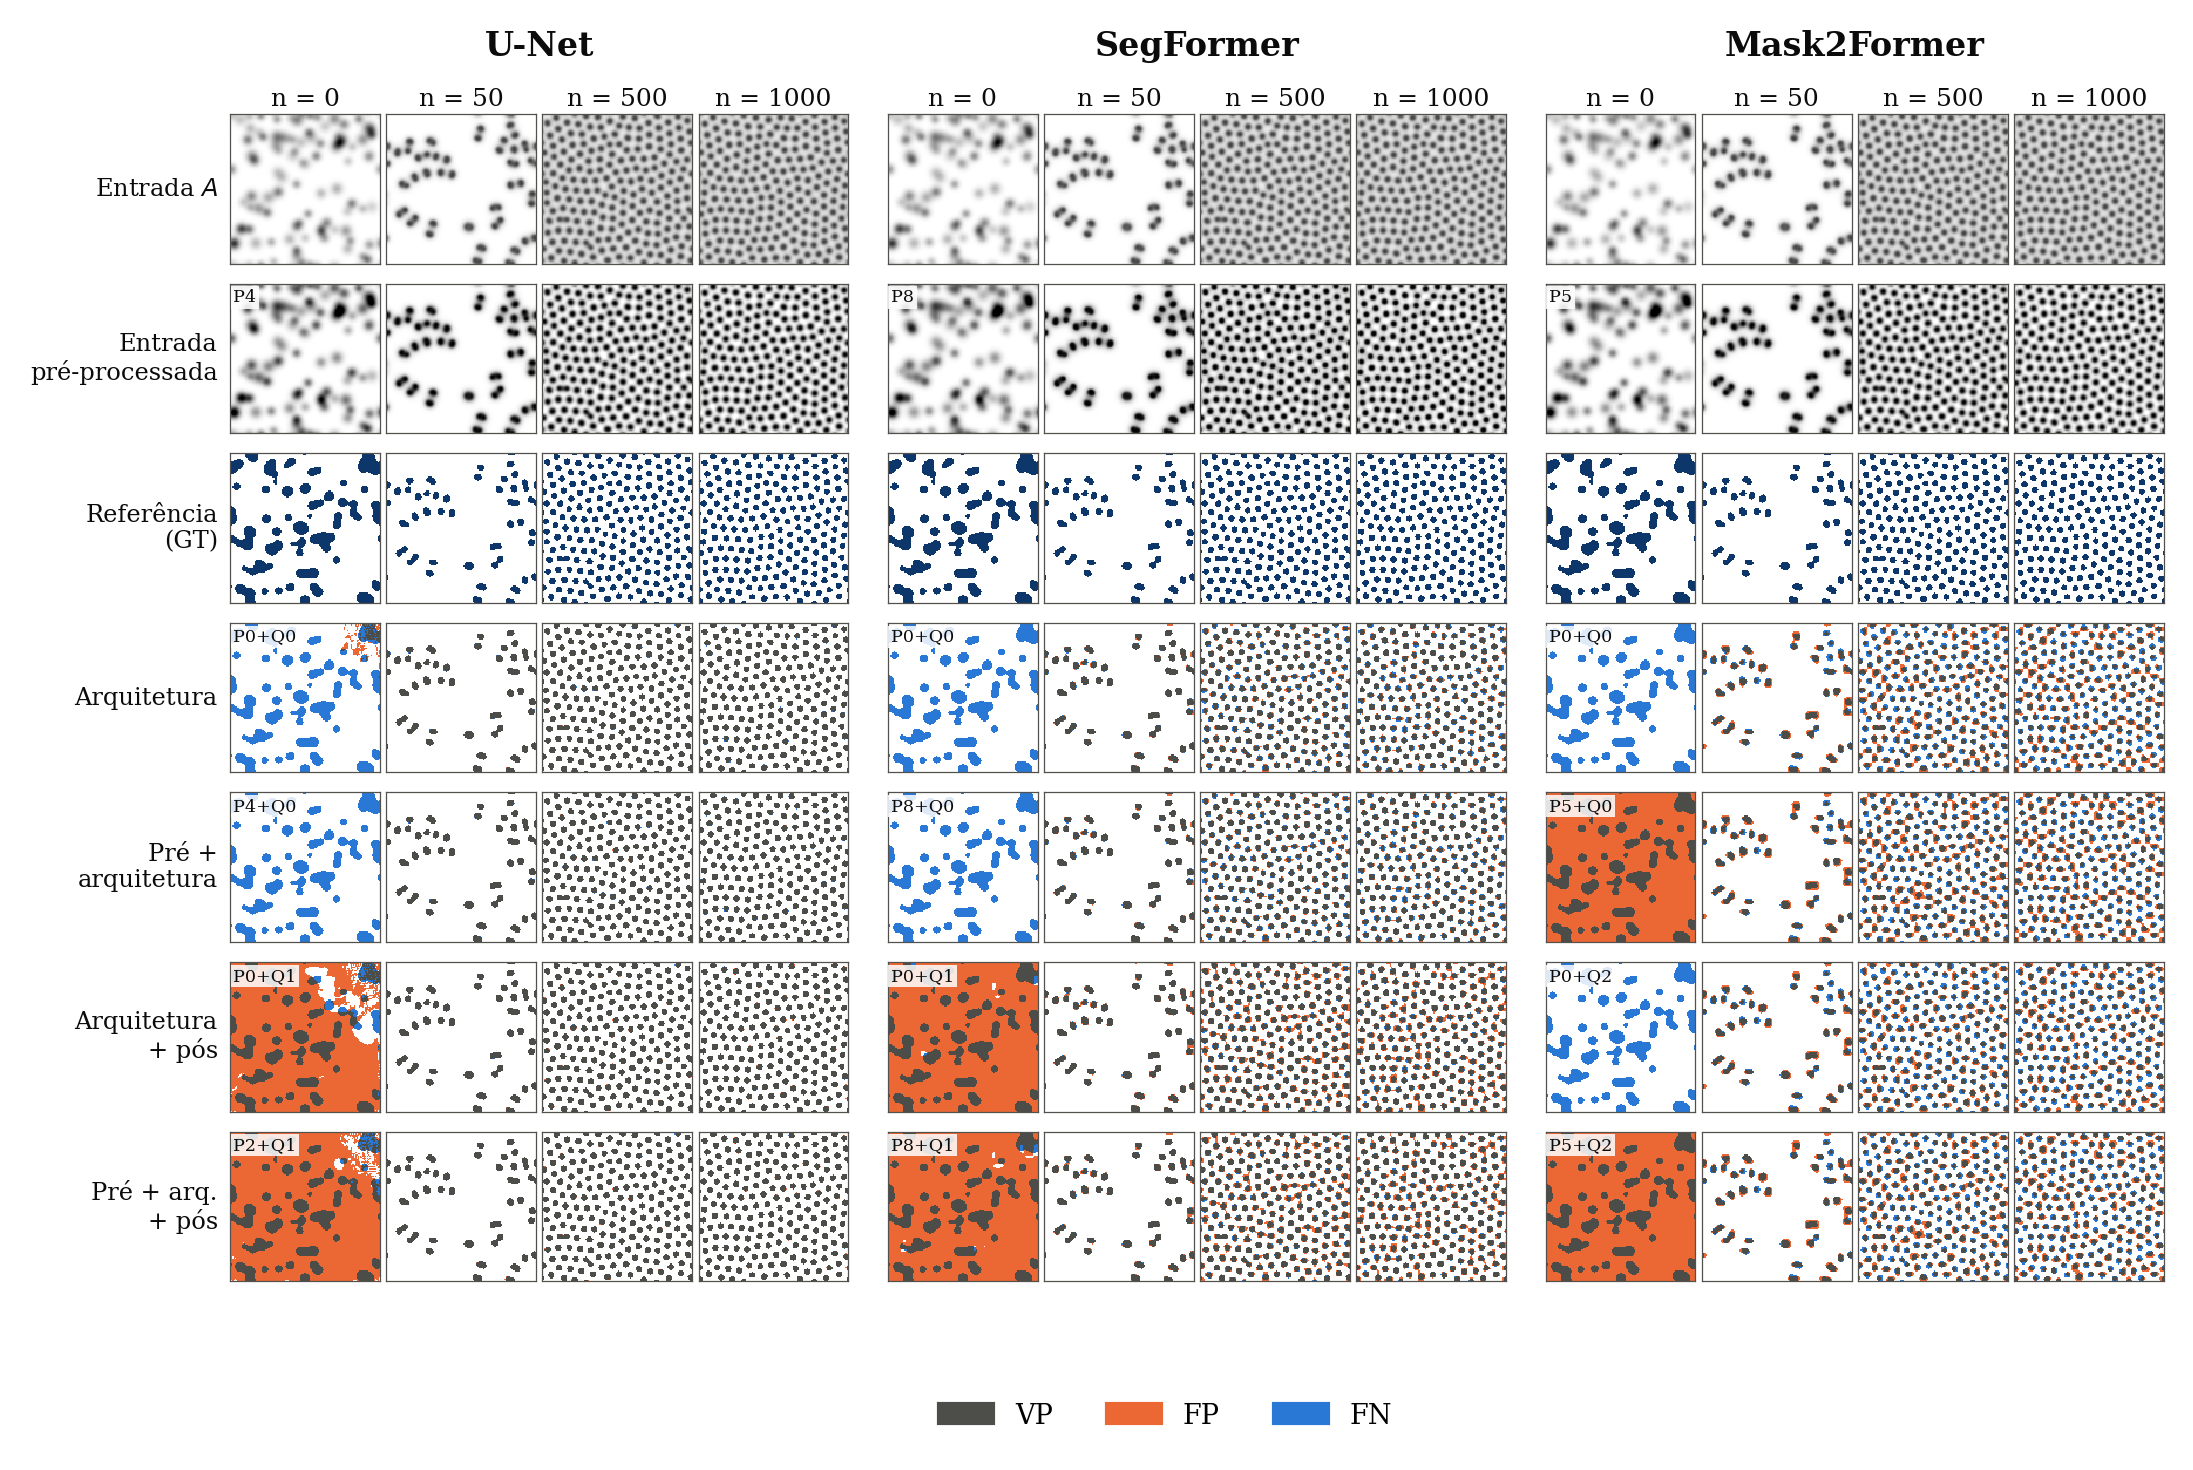 U-Net SegFormer Mask2Former
n = 0 n = 50 n = 500 n = 1000 n = 0 n = 50 n = 500 n = 1000 n = 0 n = 50 n = 500 n = 1000
Entrada A
P4 P8 P5
Entrada
pré-processada
Referência
(GT)
P0+Q0 P0+Q0 P0+Q0
Arquitetura
P4+Q0 P8+Q0 P5+Q0
Pré +
arquitetura
P0+Q1 P0+Q1 P0+Q2
Arquitetura
+ pós
P2+Q1 P8+Q1 P5+Q2
Pré + arq.
+ pós
VP FP FN